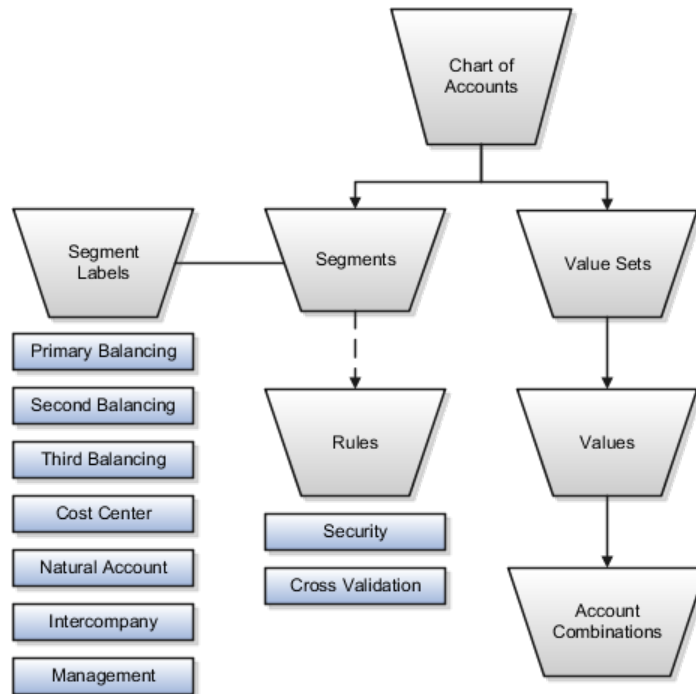 Chart of
Accounts
Segment
Labels
Segments
Value Sets
Primary Balancing
Second Balancing
Third Balancing
Cost Center
Natural Account
Intercompany
Management
Rules
Security
Cross Validation
Values
Account
Combinations